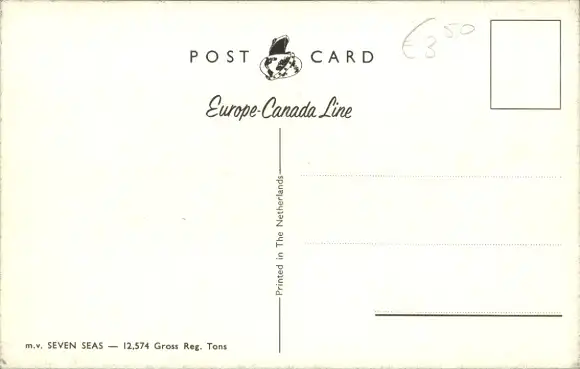 POST CARD
€3,50
Europe-Canada Line
Printed in The Netherlands
m.v. SEVEN SEAS — 12,574 Gross Reg. Tons